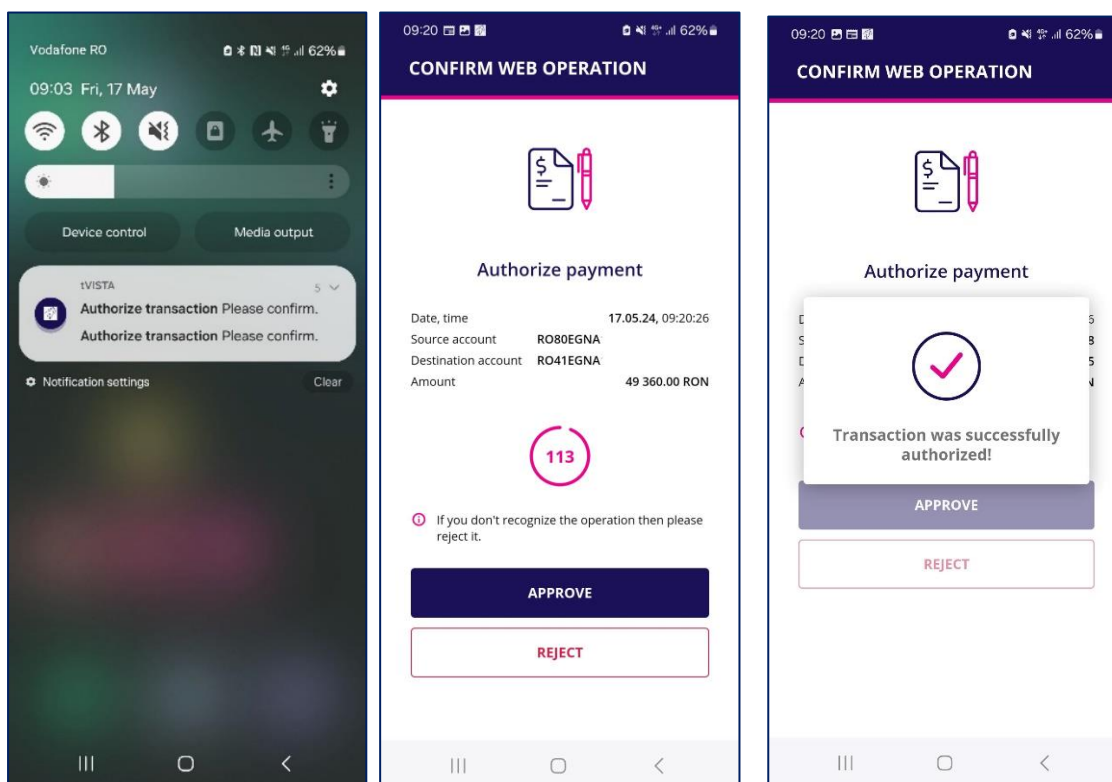 Vodafone RO
62%
09:03 Fri, 17 May
Device control
Media output
tVISTA
5
Authorize transaction Please confirm.
Authorize transaction Please confirm.
Notification settings
Clear
09:20
62%
CONFIRM WEB OPERATION
$
Authorize payment
Date, time 17.05.24, 09:20:26
Source account RO80EGNA
Destination account RO41EGNA
Amount 49 360.00 RON
113
If you don't recognize the operation then please
reject it.
APPROVE
REJECT
09:20
62%
CONFIRM WEB OPERATION
$
Authorize payment
6
8
5
Transaction was successfully
authorized!
APPROVE
REJECT